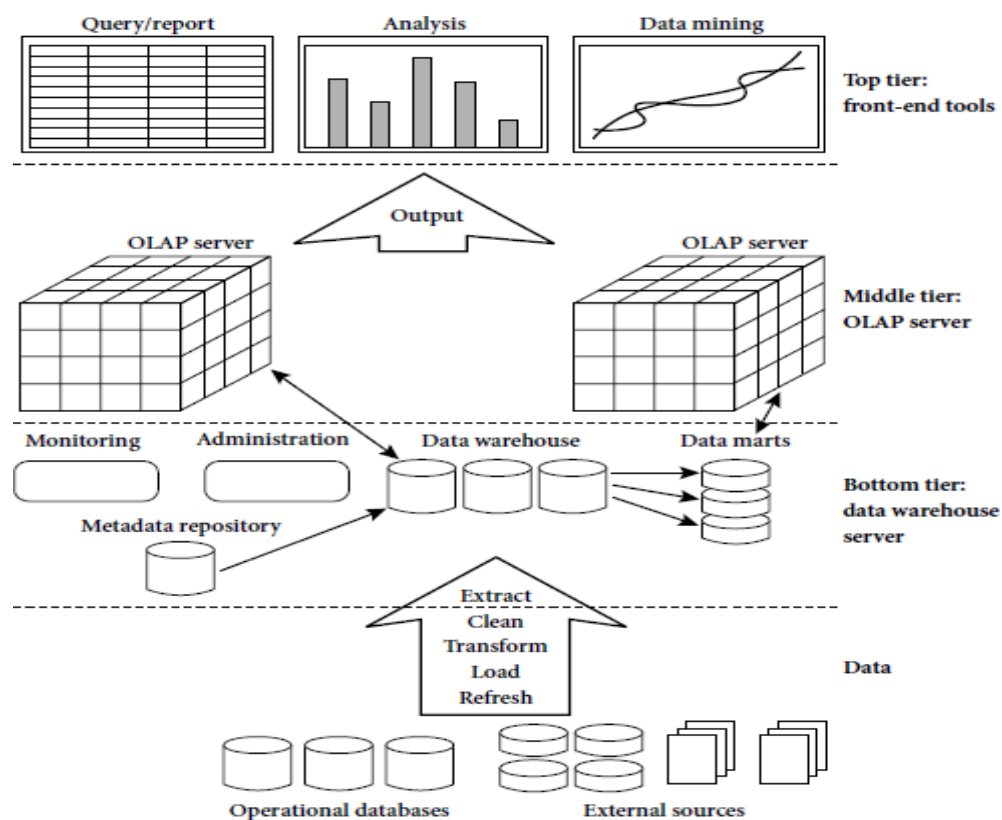 Query/report
Analysis
Data mining
Top tier:
front-end tools
Output
OLAP server
OLAP server
Middle tier:
OLAP server
Monitoring
Administration
Data warehouse
Data marts
Bottom tier:
data warehouse
server
Metadata repository
Extract
Clean
Transform
Load
Refresh
Data
Operational databases
External sources